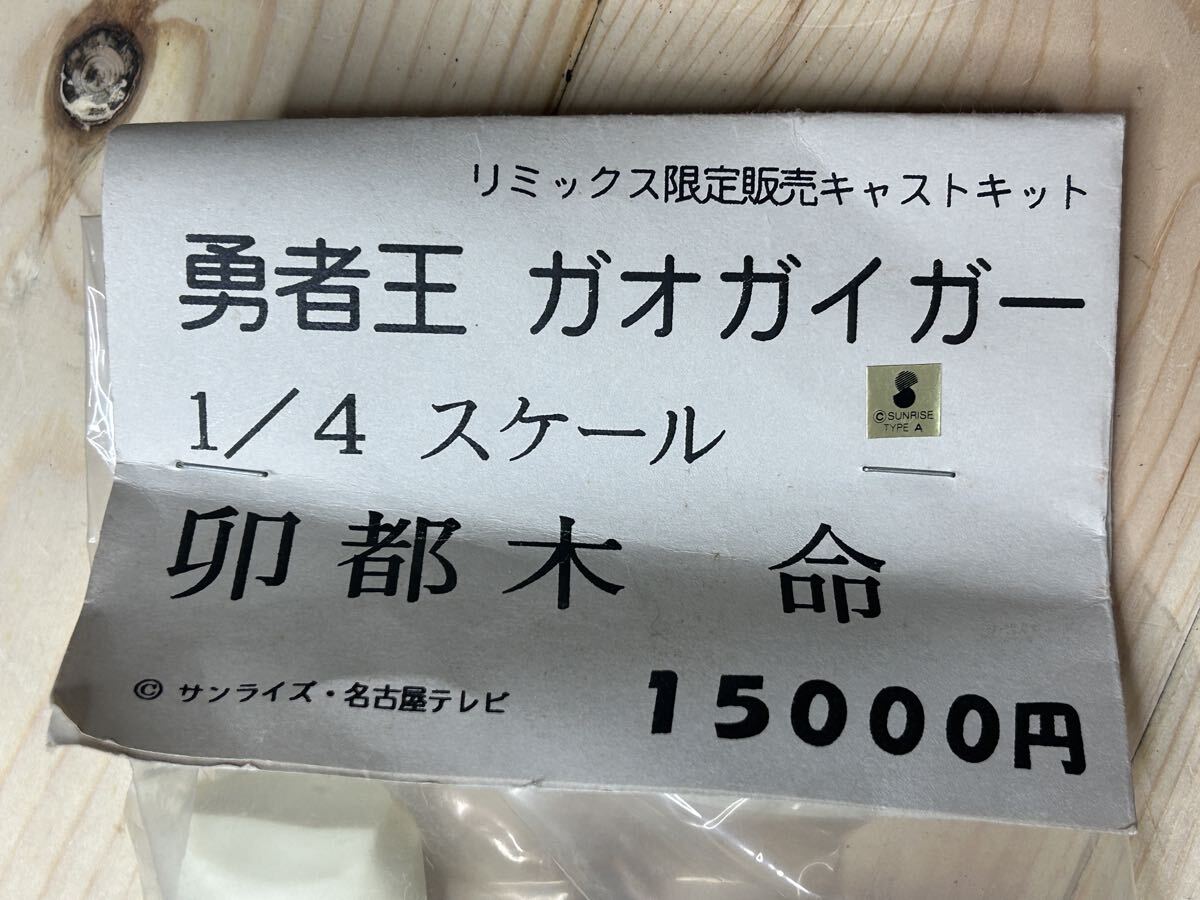 リミックス限定販売キャストキット
勇者王 ガオガイガー
1/4 スケール
© SUNRISE
TYPE A
卯都木 命
© サンライズ・名古屋テレビ
15000円